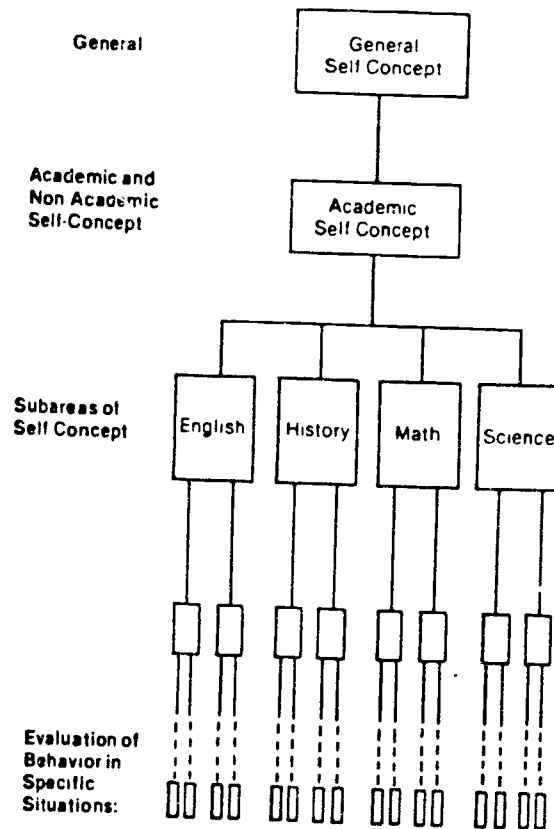 General
General
Self Concept
Academic and
Non Academic
Self-Concept
Academic
Self Concept
Subareas of
Self Concept
English
History
Math
Science
Evaluation of
Behavior in
Specific
Situations: